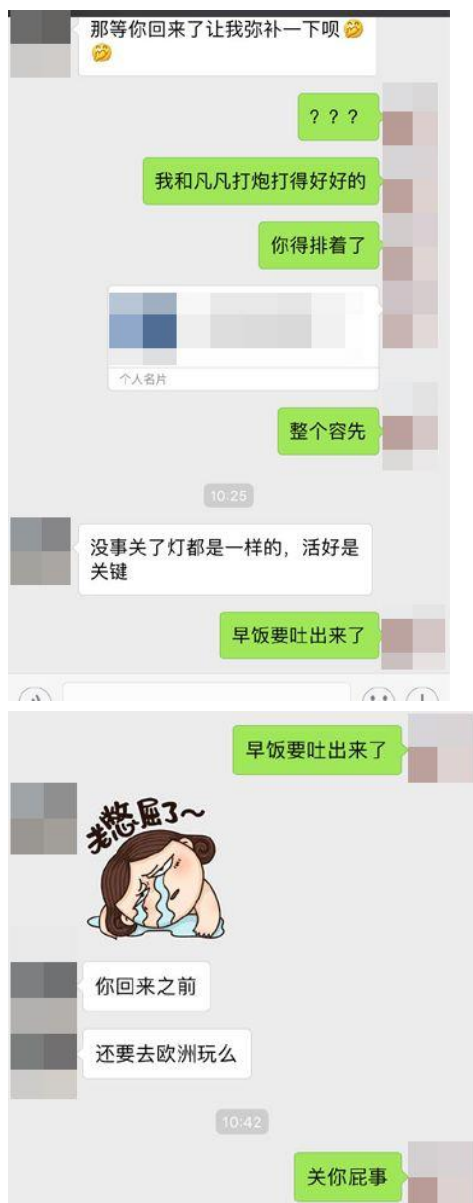 那等你回来了让我弥补一下呗🤣
🤣
？？？
我和凡凡打炮打得好好的
你得排着了
个人名片
整个容先
10:25
没事关了灯都是一样的，活好是
关键
早饭要吐出来了
早饭要吐出来了
憋屈了～
你回来之前
还要去欧洲玩么
10:42
关你屁事